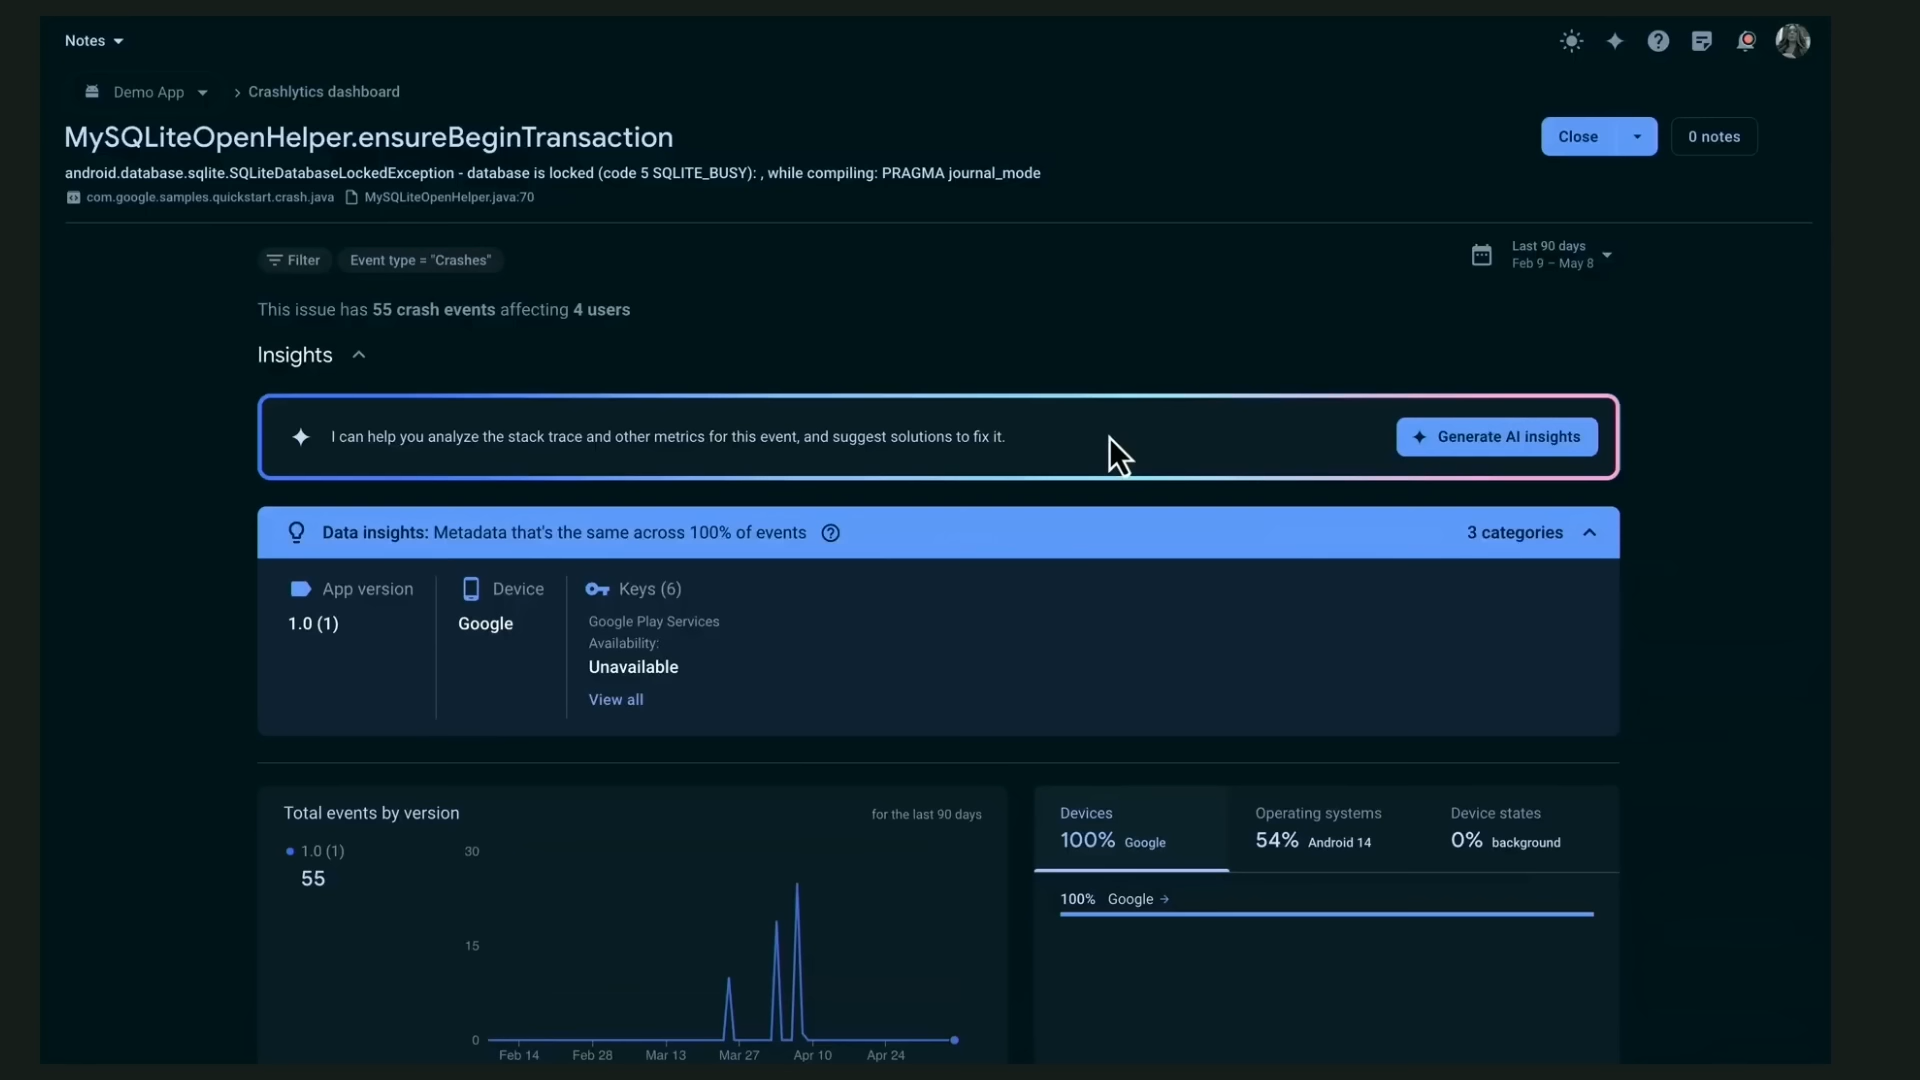 Notes
Demo App > Crashlytics dashboard
MySQLiteOpenHelper.ensureBeginTransaction
Close
0 notes
android.database.sqlite.SQLiteDatabaseLockedException - database is locked (code 5 SQLITE_BUSY): , while compiling: PRAGMA journal_mode
com.google.samples.quickstart.crash.java MySQLiteOpenHelper.java:70
Filter
Event type = "Crashes"
Last 90 days
Feb 9 – May 8
This issue has 55 crash events affecting 4 users
Insights
I can help you analyze the stack trace and other metrics for this event, and suggest solutions to fix it.
Generate AI insights
Data insights: Metadata that's the same across 100% of events
3 categories
App version
1.0 (1)
Device
Google
Keys (6)
Google Play Services
Availability:
Unavailable
View all
Total events by version
for the last 90 days
1.0 (1)
55
30
15
0
Feb 14 Feb 28 Mar 13 Mar 27 Apr 10 Apr 24
Devices
100% Google
Operating systems
54% Android 14
Device states
0% background
100% Google